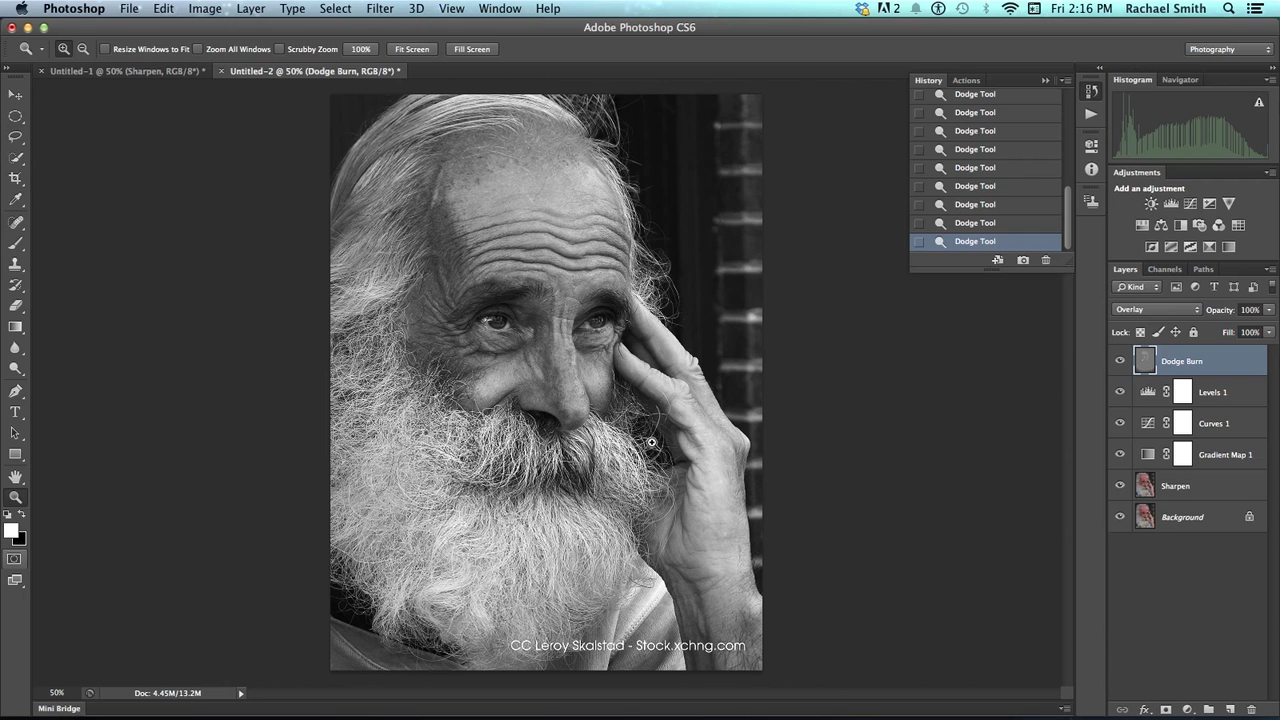 Photoshop File Edit Image Layer Type Select Filter 3D View Window Help 2 Fri 2:16 PM Rachael Smith
Adobe Photoshop CS6
Resize Windows to Fit Zoom All Windows Scrubby Zoom 100% Fit Screen Fill Screen Photography
Untitled-1 @ 50% (Sharpen, RGB/8*) * Untitled-2 @ 50% (Dodge Burn, RGB/8*) *
History Actions
Dodge Tool
Dodge Tool
Dodge Tool
Dodge Tool
Dodge Tool
Dodge Tool
Dodge Tool
Dodge Tool
Dodge Tool
Histogram Navigator
Adjustments
Add an adjustment
Layers Channels Paths
Kind
Overlay Opacity: 100%
Lock: Fill: 100%
Dodge Burn
Levels 1
Curves 1
Gradient Map 1
Sharpen
Background
CC Leroy Skalstad - Stock.xchng.com
50% Doc: 4.45M/13.2M
Mini Bridge